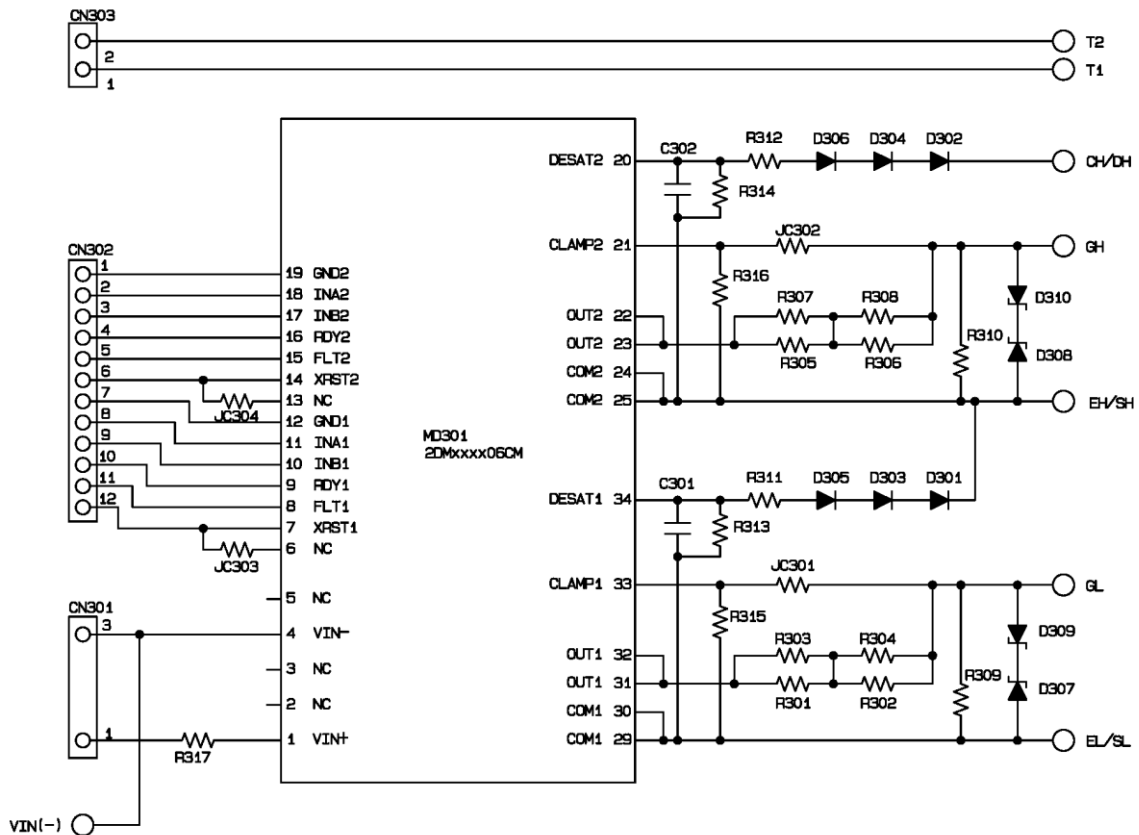 CN303
2
1
T2
T1
DESAT2 20
C302
R312
D306
D304
D302
R314
CH/DH
CLAMP2 21
JC302
R316
GH
OUT2 22
OUT2 23
R307
R308
R305
R306
R310
D310
D308
COM2 24
COM2 25
EH/SH
CN302
1
2
3
4
5
6
7
8
9
10
11
12
19 GND2
18 INA2
17 INB2
16 RDY2
15 FLT2
14 XRST2
13 NC
12 GND1
11 INA1
10 INB1
9 RDY1
8 FLT1
7 XRST1
6 NC
JC304
JC303
MD301
2DMxxxx06CM
DESAT1 34
C301
R311
D305
D303
D301
R313
CLAMP1 33
JC301
R315
GL
OUT1 32
OUT1 31
R303
R304
R301
R302
R309
D309
D307
COM1 30
COM1 29
EL/SL
CN301
3
1
R317
5 NC
4 VIN-
3 NC
2 NC
1 VIN+
VIN(-)